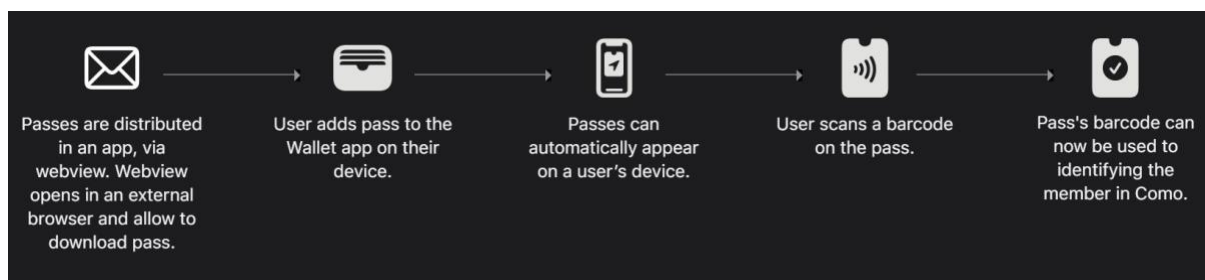 Passes are distributed
in an app, via
webview. Webview
opens in an external
browser and allow to
download pass.
User adds pass to the
Wallet app on their
device.
Passes can
automatically appear
on a user's device.
User scans a barcode
on the pass.
Pass's barcode can
now be used to
identifying the
member in Como.